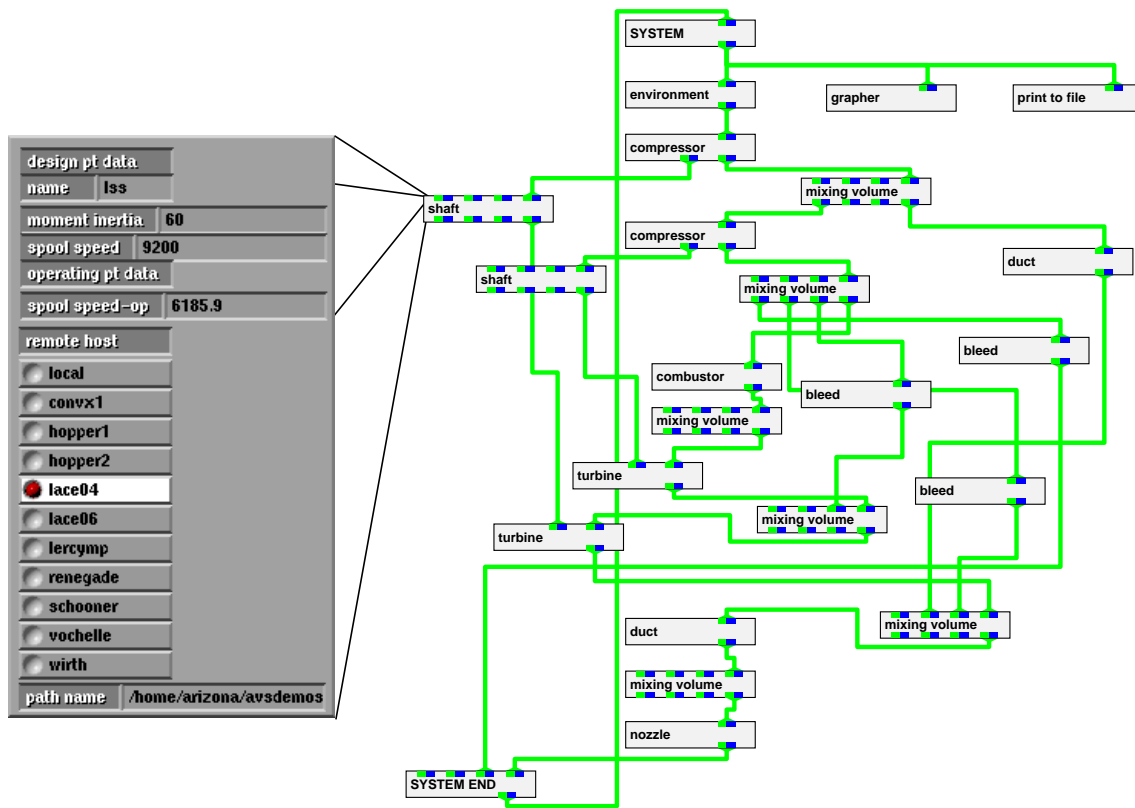 design pt data
name lss
moment inertia 60
spool speed 9200
operating pt data
spool speed-op 6185.9
remote host
local
convx1
hopper1
hopper2
lace04
lace06
lercymp
renegade
schooner
vochelle
wirth
path name /home/arizona/avsdemos
SYSTEM
environment
grapher
print to file
compressor
mixing volume
shaft
compressor
duct
shaft
mixing volume
bleed
combustor
bleed
mixing volume
turbine
bleed
mixing volume
turbine
mixing volume
duct
mixing volume
nozzle
SYSTEM END